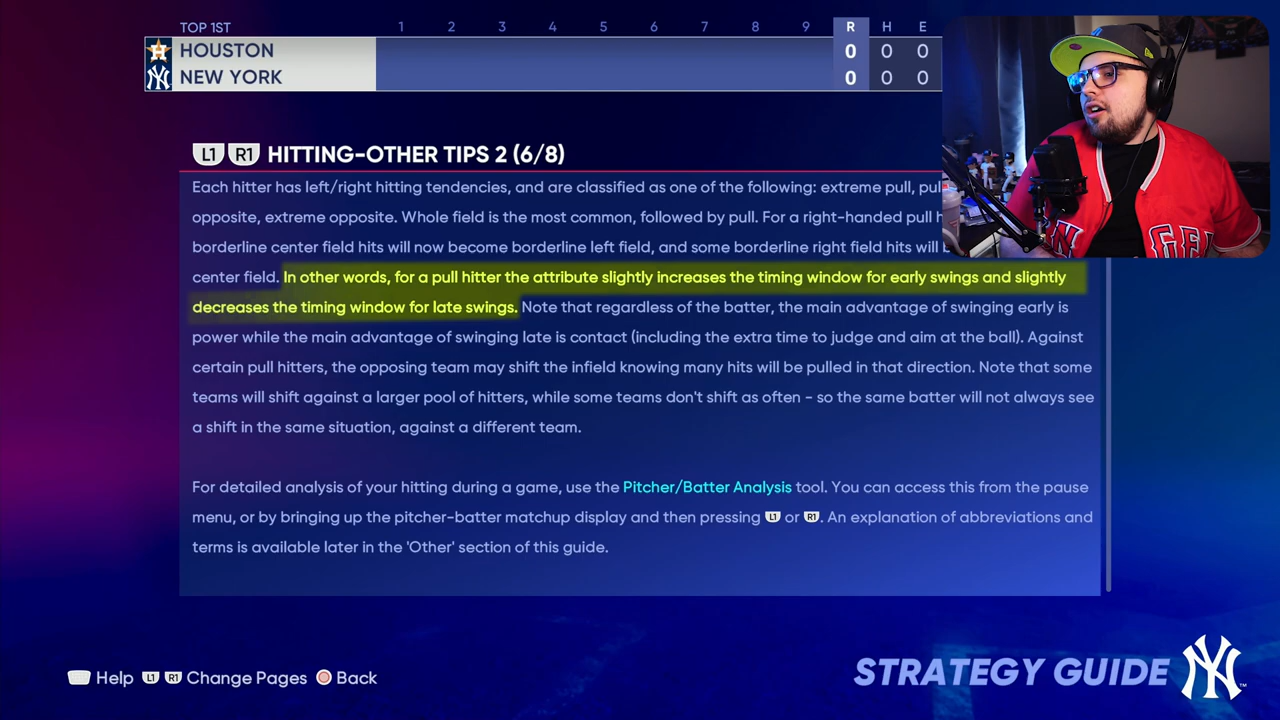 TOP 1ST 1 2 3 4 5 6 7 8 9 R H E
HOUSTON 0 0 0
NEW YORK 0 0 0
L1 R1 HITTING-OTHER TIPS 2 (6/8)
Each hitter has left/right hitting tendencies, and are classified as one of the following: extreme pull,
opposite, extreme opposite. Whole field is the most common, followed by pull. For a right-handed pull
borderline center field hits will now become borderline left field, and some borderline right field hits will
center field. In other words, for a pull hitter the attribute slightly increases the timing window for early swings and slightly
decreases the timing window for late swings. Note that regardless of the batter, the main advantage of swinging early is
power while the main advantage of swinging late is contact (including the extra time to judge and aim at the ball). Against
certain pull hitters, the opposing team may shift the infield knowing many hits will be pulled in that direction. Note that some
teams will shift against a larger pool of hitters, while some teams don't shift as often - so the same batter will not always see
a shift in the same situation, against a different team.
For detailed analysis of your hitting during a game, use the Pitcher/Batter Analysis tool. You can access this from the pause
menu, or by bringing up the pitcher-batter matchup display and then pressing L1 or R1. An explanation of abbreviations and
terms is available later in the 'Other' section of this guide.
STRATEGY GUIDE
Help L1 R1 Change Pages Back